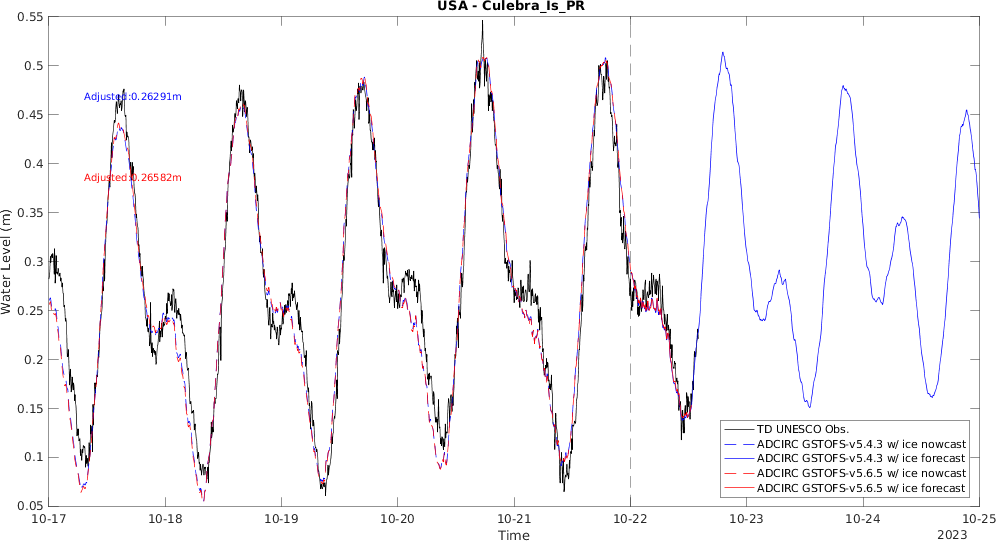 USA - Culebra_Is_PR
Water Level (m)
0.55
0.5
0.45
0.4
0.35
0.3
0.25
0.2
0.15
0.1
0.05
Adjusted:0.26291m
Adjusted:0.26582m
TD UNESCO Obs.
ADCIRC GSTOFS-v5.4.3 w/ ice nowcast
ADCIRC GSTOFS-v5.4.3 w/ ice forecast
ADCIRC GSTOFS-v5.6.5 w/ ice nowcast
ADCIRC GSTOFS-v5.6.5 w/ ice forecast
10-17 10-18 10-19 10-20 10-21 10-22 10-23 10-24 10-25
Time
2023